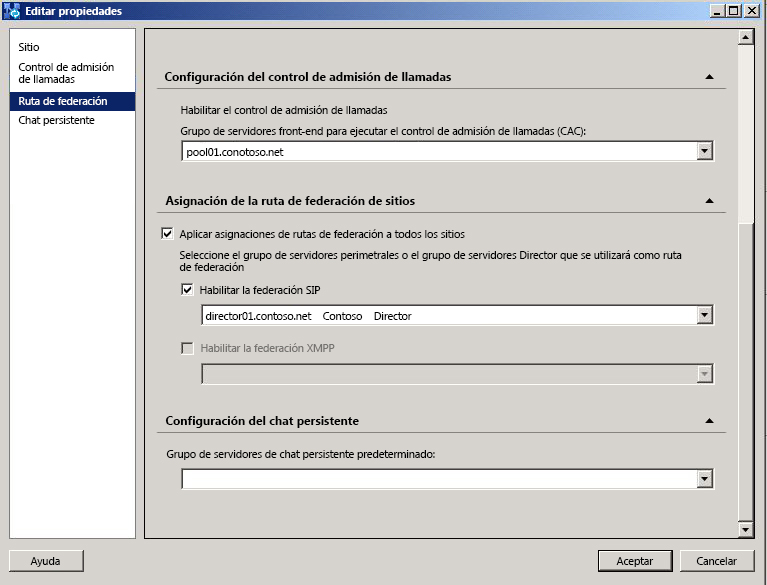 Editar propiedades
Sitio
Control de admisión
de llamadas
Ruta de federación
Chat persistente
Configuración del control de admisión de llamadas
Habilitar el control de admisión de llamadas
Grupo de servidores front-end para ejecutar el control de admisión de llamadas (CAC):
pool01.conotoso.net
Asignación de la ruta de federación de sitios
Aplicar asignaciones de rutas de federación a todos los sitios
Seleccione el grupo de servidores perimetrales o el grupo de servidores Director que se utilizará como ruta
de federación
Habilitar la federación SIP
director01.contoso.net Contoso Director
Habilitar la federación XMPP
Configuración del chat persistente
Grupo de servidores de chat persistente predeterminado:
Ayuda
Aceptar
Cancelar